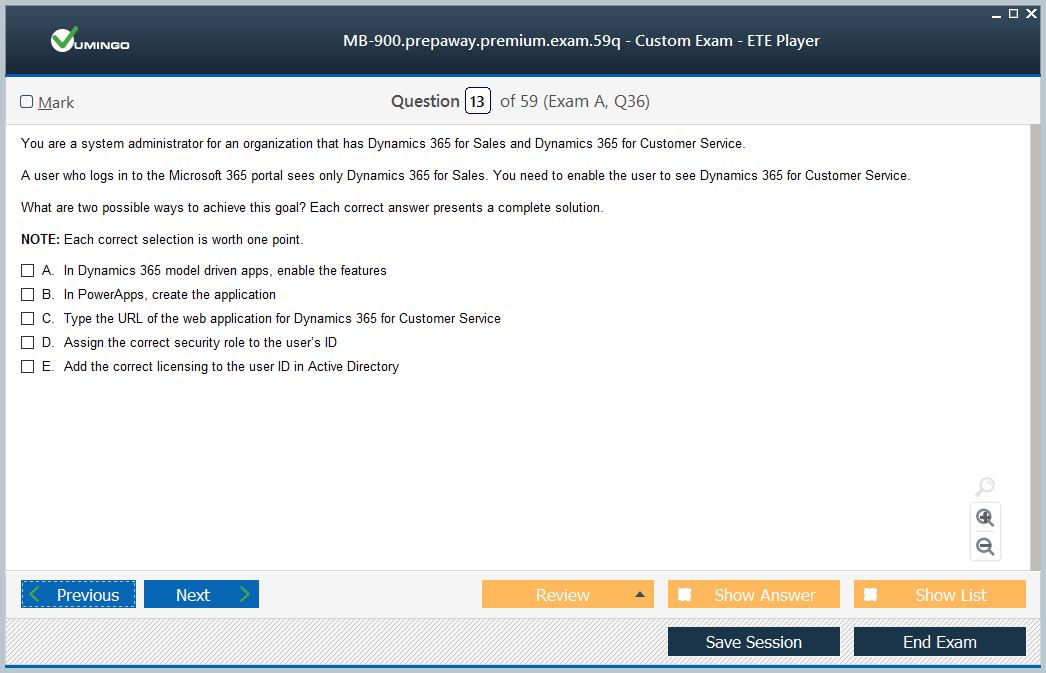 VUMINGO
MB-900.prepaway.premium.exam.59q - Custom Exam - ETE Player
Mark
Question 13 of 59 (Exam A, Q36)
You are a system administrator for an organization that has Dynamics 365 for Sales and Dynamics 365 for Customer Service.
A user who logs in to the Microsoft 365 portal sees only Dynamics 365 for Sales. You need to enable the user to see Dynamics 365 for Customer Service.
What are two possible ways to achieve this goal? Each correct answer presents a complete solution.
NOTE: Each correct selection is worth one point.
A. In Dynamics 365 model driven apps, enable the features
B. In PowerApps, create the application
C. Type the URL of the web application for Dynamics 365 for Customer Service
D. Assign the correct security role to the user's ID
E. Add the correct licensing to the user ID in Active Directory
Previous Next Review Show Answer Show List
Save Session End Exam